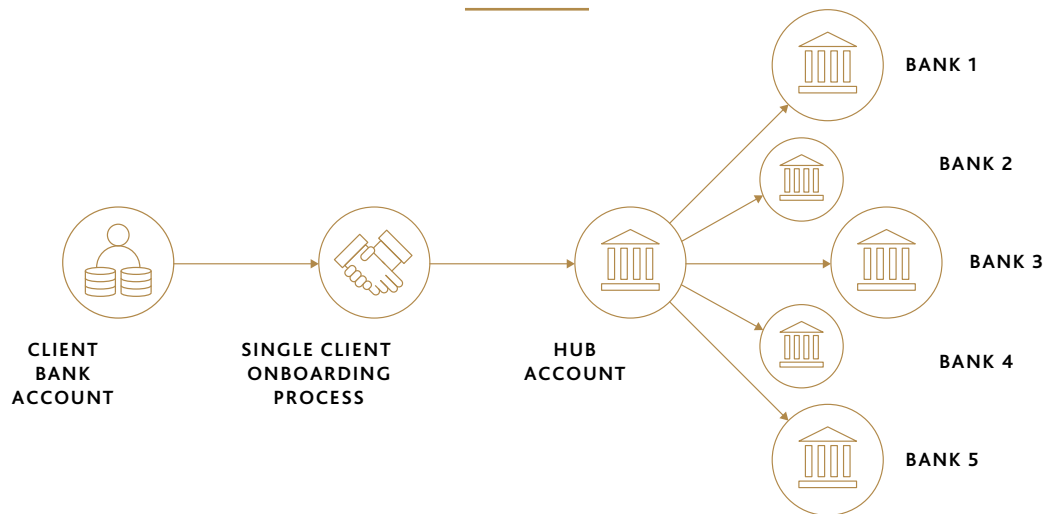 CLIENT
BANK
ACCOUNT
SINGLE CLIENT
ONBOARDING
PROCESS
HUB
ACCOUNT
BANK 1
BANK 2
BANK 3
BANK 4
BANK 5